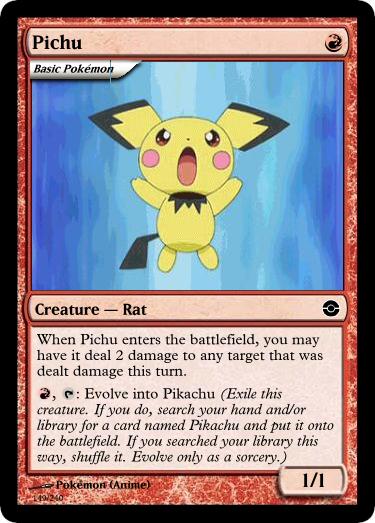 Pichu
Basic Pokémon
Creature — Rat
When Pichu enters the battlefield, you may
have it deal 2 damage to any target that was
dealt damage this turn.
, : Evolve into Pikachu (Exile this
creature. If you do, search your hand and/or
library for a card named Pikachu and put it onto
the battlefield. If you searched your library this
way, shuffle it. Evolve only as a sorcery.)
1/1
Pokémon (Anime)
149/240